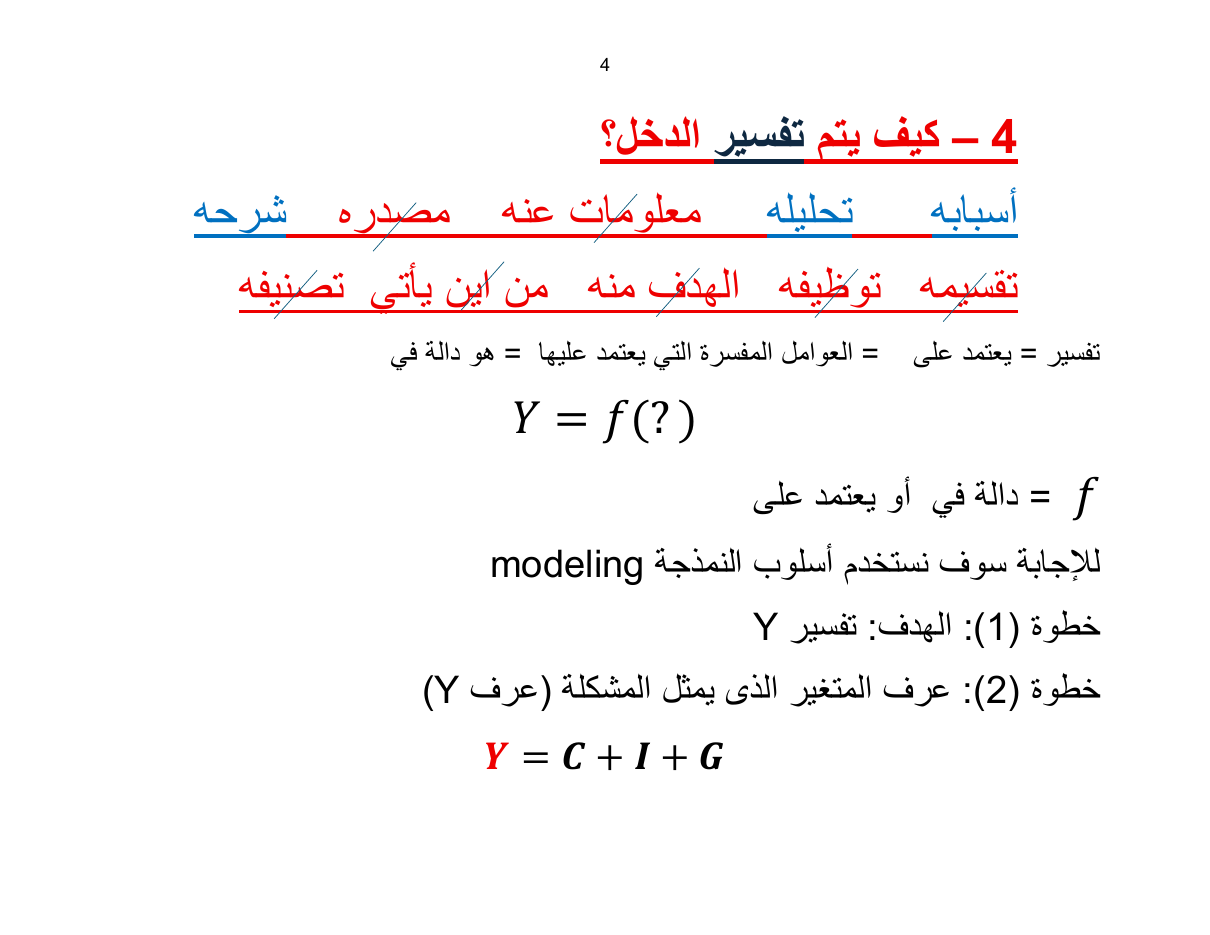 4
4 – كيف يتم تفسير الدخل؟
أسبابه تحليله معلومات عنه مصدره شرحه
تقسيمه توظيفه الهدف منه من اين يأتي تصنيفه
تفسير = يعتمد على = العوامل المفسرة التي يعتمد عليها = هو دالة في
Y = f(? )
f = دالة في أو يعتمد على
للإجابة سوف نستخدم أسلوب النمذجة modeling
خطوة (1): الهدف: تفسير Y
خطوة (2): عرف المتغير الذى يمثل المشكلة (عرف Y)
Y = C + I + G